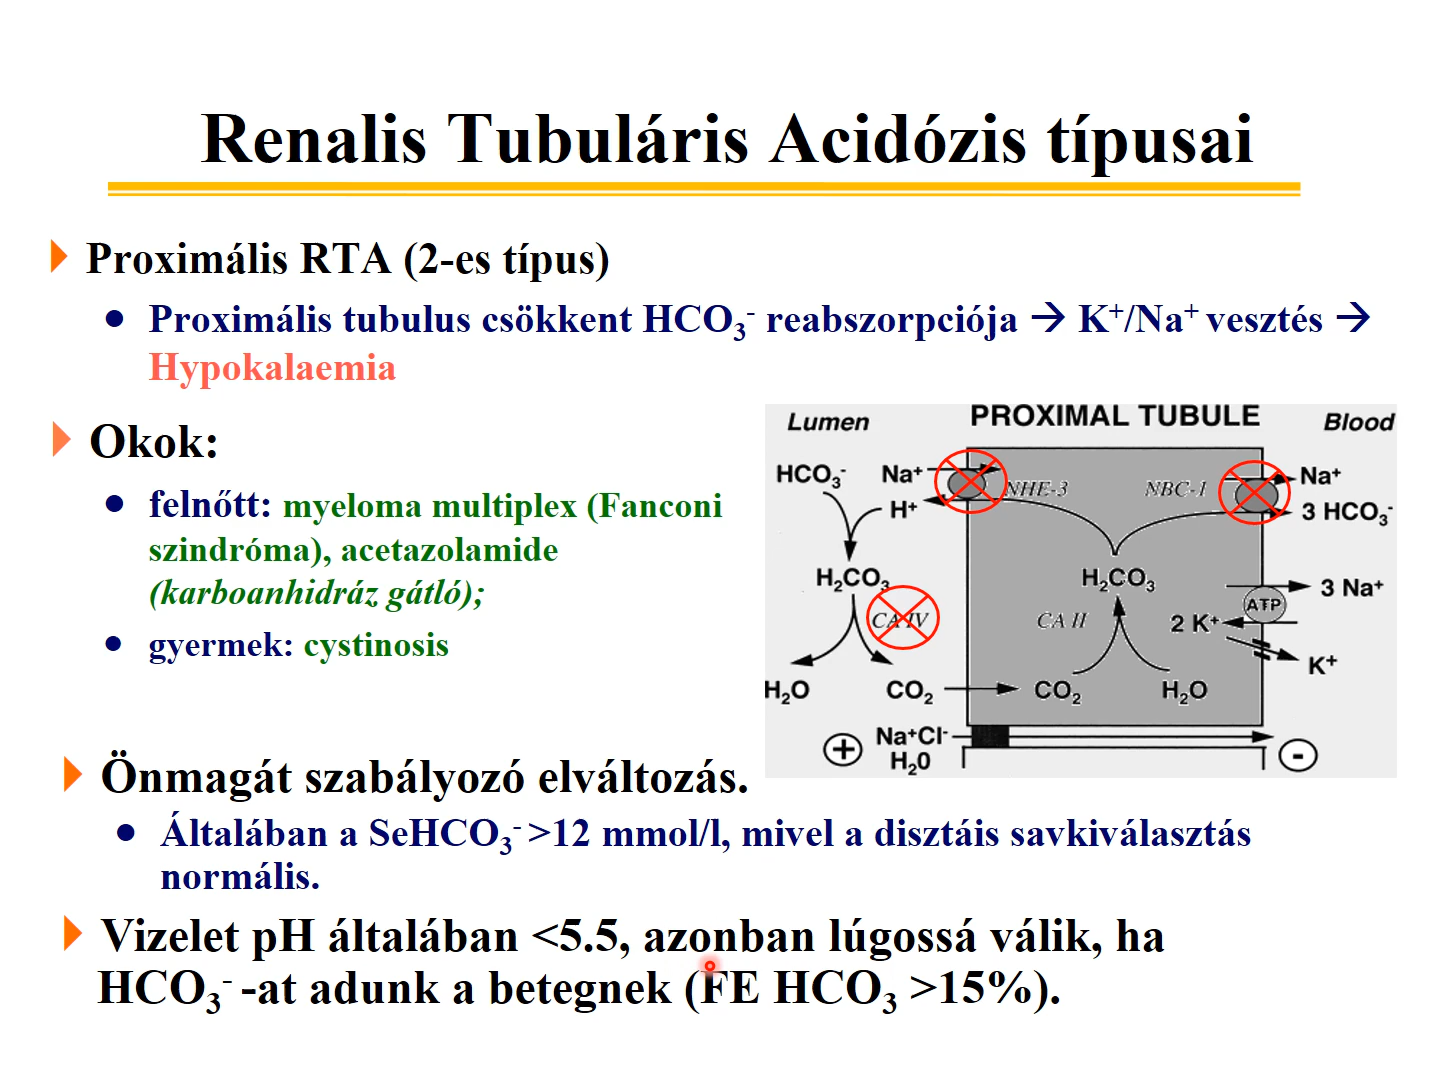 Renalis Tubuláris Acidózis típusai
Proximális RTA (2-es típus)
Proximális tubulus csökkent HCO₃⁻ reabszorpciója → K⁺/Na⁺ vesztés →
Hypokalaemia
Okok:
felnőtt: myeloma multiplex (Fanconi
szindróma), acetazolamide
(karboanhidráz gátló);
gyermek: cystinosis
Lumen PROXIMAL TUBULE Blood
HCO₃⁻ Na⁺ NHE-3 NBC-1 Na⁺
H⁺ 3 HCO₃⁻
H₂CO₃ H₂CO₃ 3 Na⁺
CA IV CA II 2 K⁺ ATP
K⁺
H₂O CO₂ CO₂ H₂O
+ Na⁺Cl⁻ -
H₂0
Önmagát szabályozó elváltozás.
Általában a SeHCO₃⁻ >12 mmol/l, mivel a disztáis savkiválasztás
normális.
Vizelet pH általában <5.5, azonban lúgossá válik, ha
HCO₃⁻ -at adunk a betegnek (FE HCO₃ >15%).